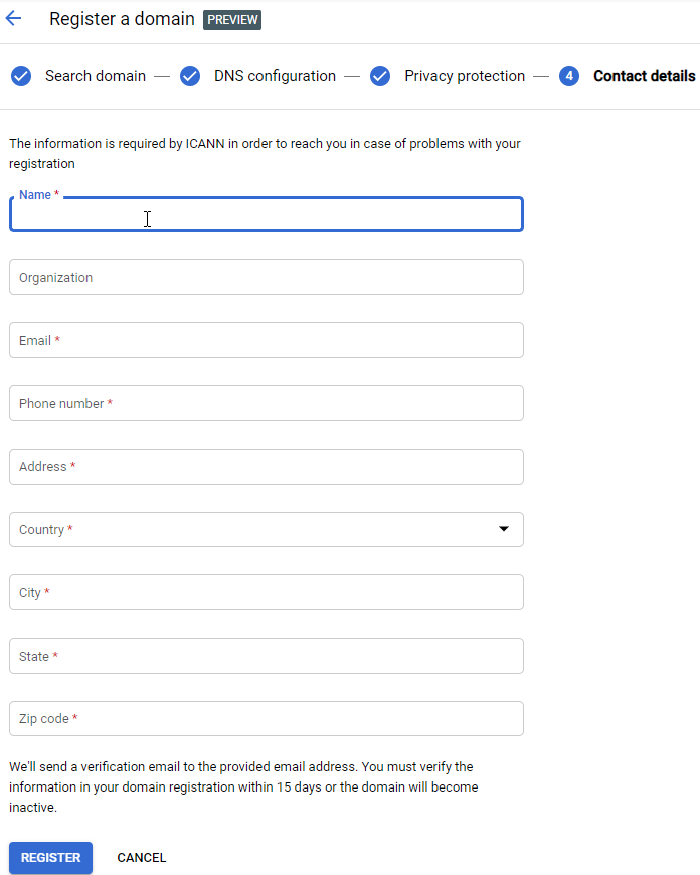 Register a domain PREVIEW
Search domain — DNS configuration — Privacy protection — 4 Contact details
The information is required by ICANN in order to reach you in case of problems with your
registration
Name *
Organization
Email *
Phone number *
Address *
Country *
City *
State *
Zip code *
We'll send a verification email to the provided email address. You must verify the
information in your domain registration within 15 days or the domain will become
inactive.
REGISTER CANCEL